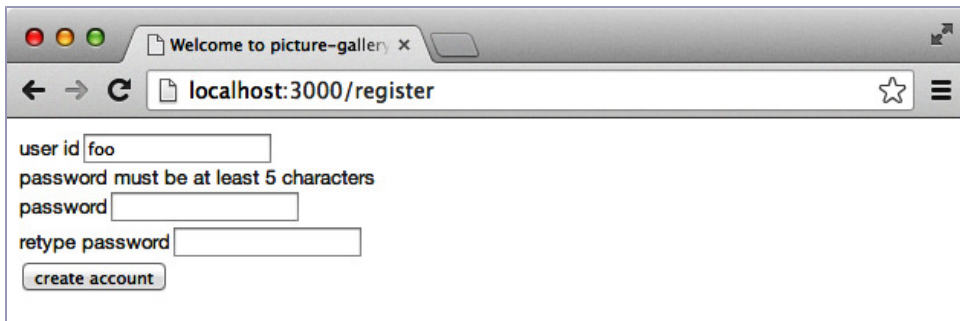 Welcome to picture-gallery
localhost:3000/register
user id foo
password must be at least 5 characters
password
retype password
create account